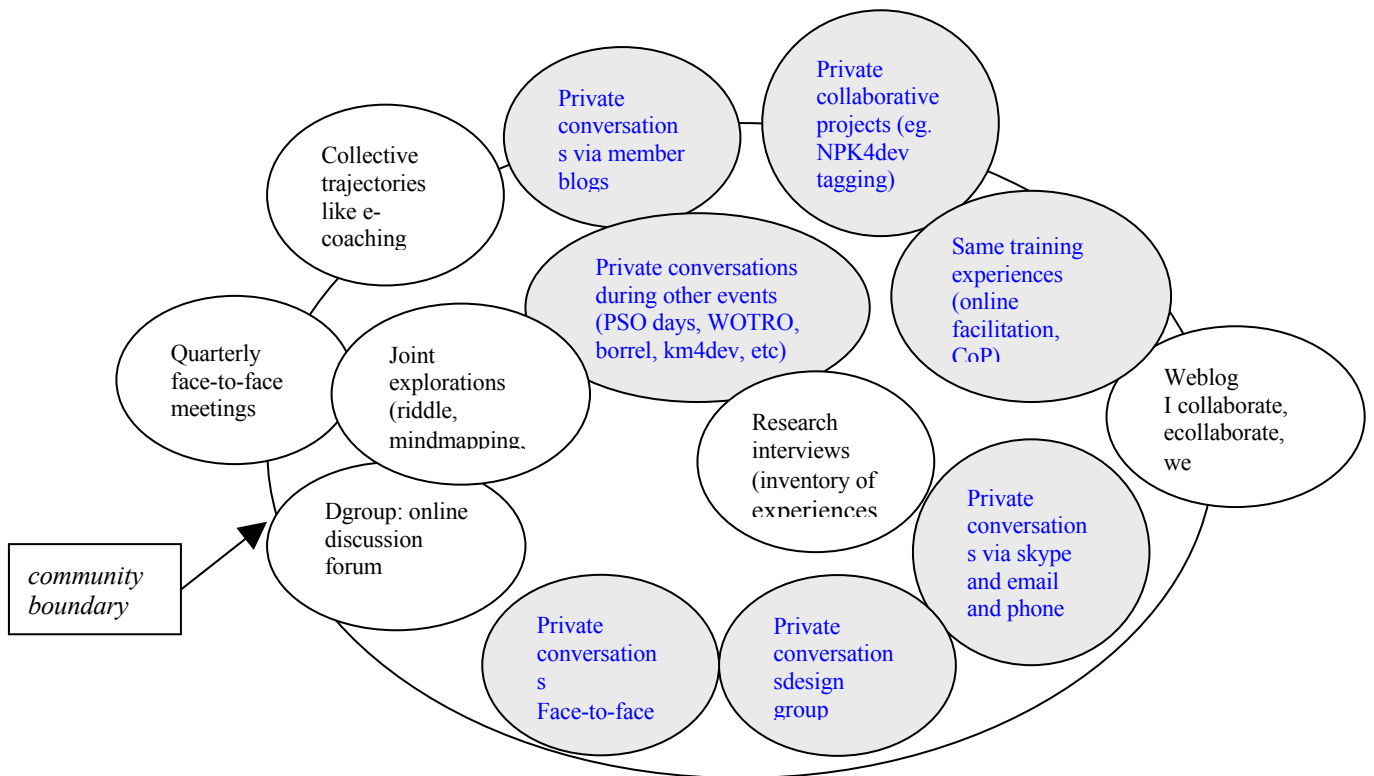 Private
conversation
s via member
blogs
Private
collaborative
projects (eg.
NPK4dev
tagging)
Collective
trajectories
like e-
coaching
Private conversations
during other events
(PSO days, WOTRO,
borrel, km4dev, etc)
Same training
experiences
(online
facilitation,
CoP)
Quarterly
face-to-face
meetings
Joint
explorations
(riddle,
mindmapping,
Weblog
I collaborate,
ecollaborate,
we
Research
interviews
(inventory of
experiences
Dgroup: online
discussion
forum
Private
conversation
s via skype
and email
and phone
community
boundary
Private
conversation
s
Face-to-face
Private
conversation
sdesign
group